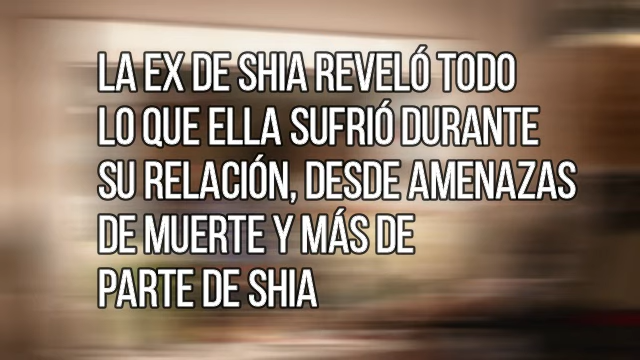 LA EX DE SHIA REVELÓ TODO
LO QUE ELLA SUFRIÓ DURANTE
SU RELACIÓN, DESDE AMENAZAS
DE MUERTE Y MÁS DE
PARTE DE SHIA